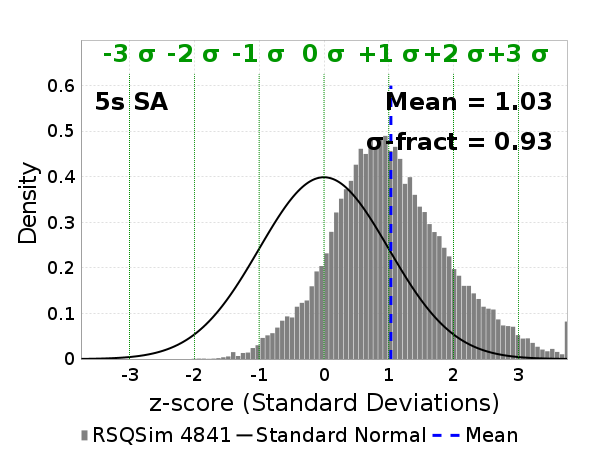 -3 σ -2 σ -1 σ 0 σ +1 σ +2 σ +3 σ
0.6
5s SA
Mean = 1.03
0.5
σ-fract = 0.93
0.4
0.3
0.2
0.1
0
Density
-3 -2 -1 0 1 2 3
z-score (Standard Deviations)
RSQSim 4841 Standard Normal Mean